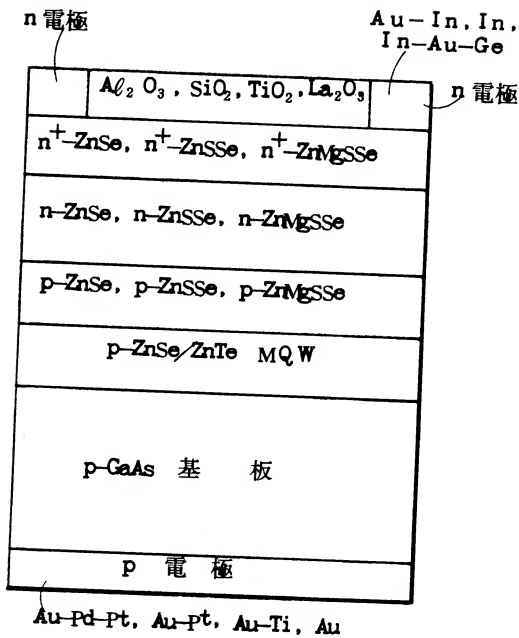 n電極
Au-In, In,
In-Au-Ge
n電極
Aℓ₂O₃, SiO₂, TiO₂, La₂O₃
n⁺-ZnSe, n⁺-ZnSSe, n⁺-ZnMgSSe
n-ZnSe, n-ZnSSe, n-ZnMgSSe
p-ZnSe, p-ZnSSe, p-ZnMgSSe
p-ZnSe/ZnTe MQW
p-GaAs 基 板
p 電 極
Au-Pd-Pt, Au-Pt, Au-Ti, Au